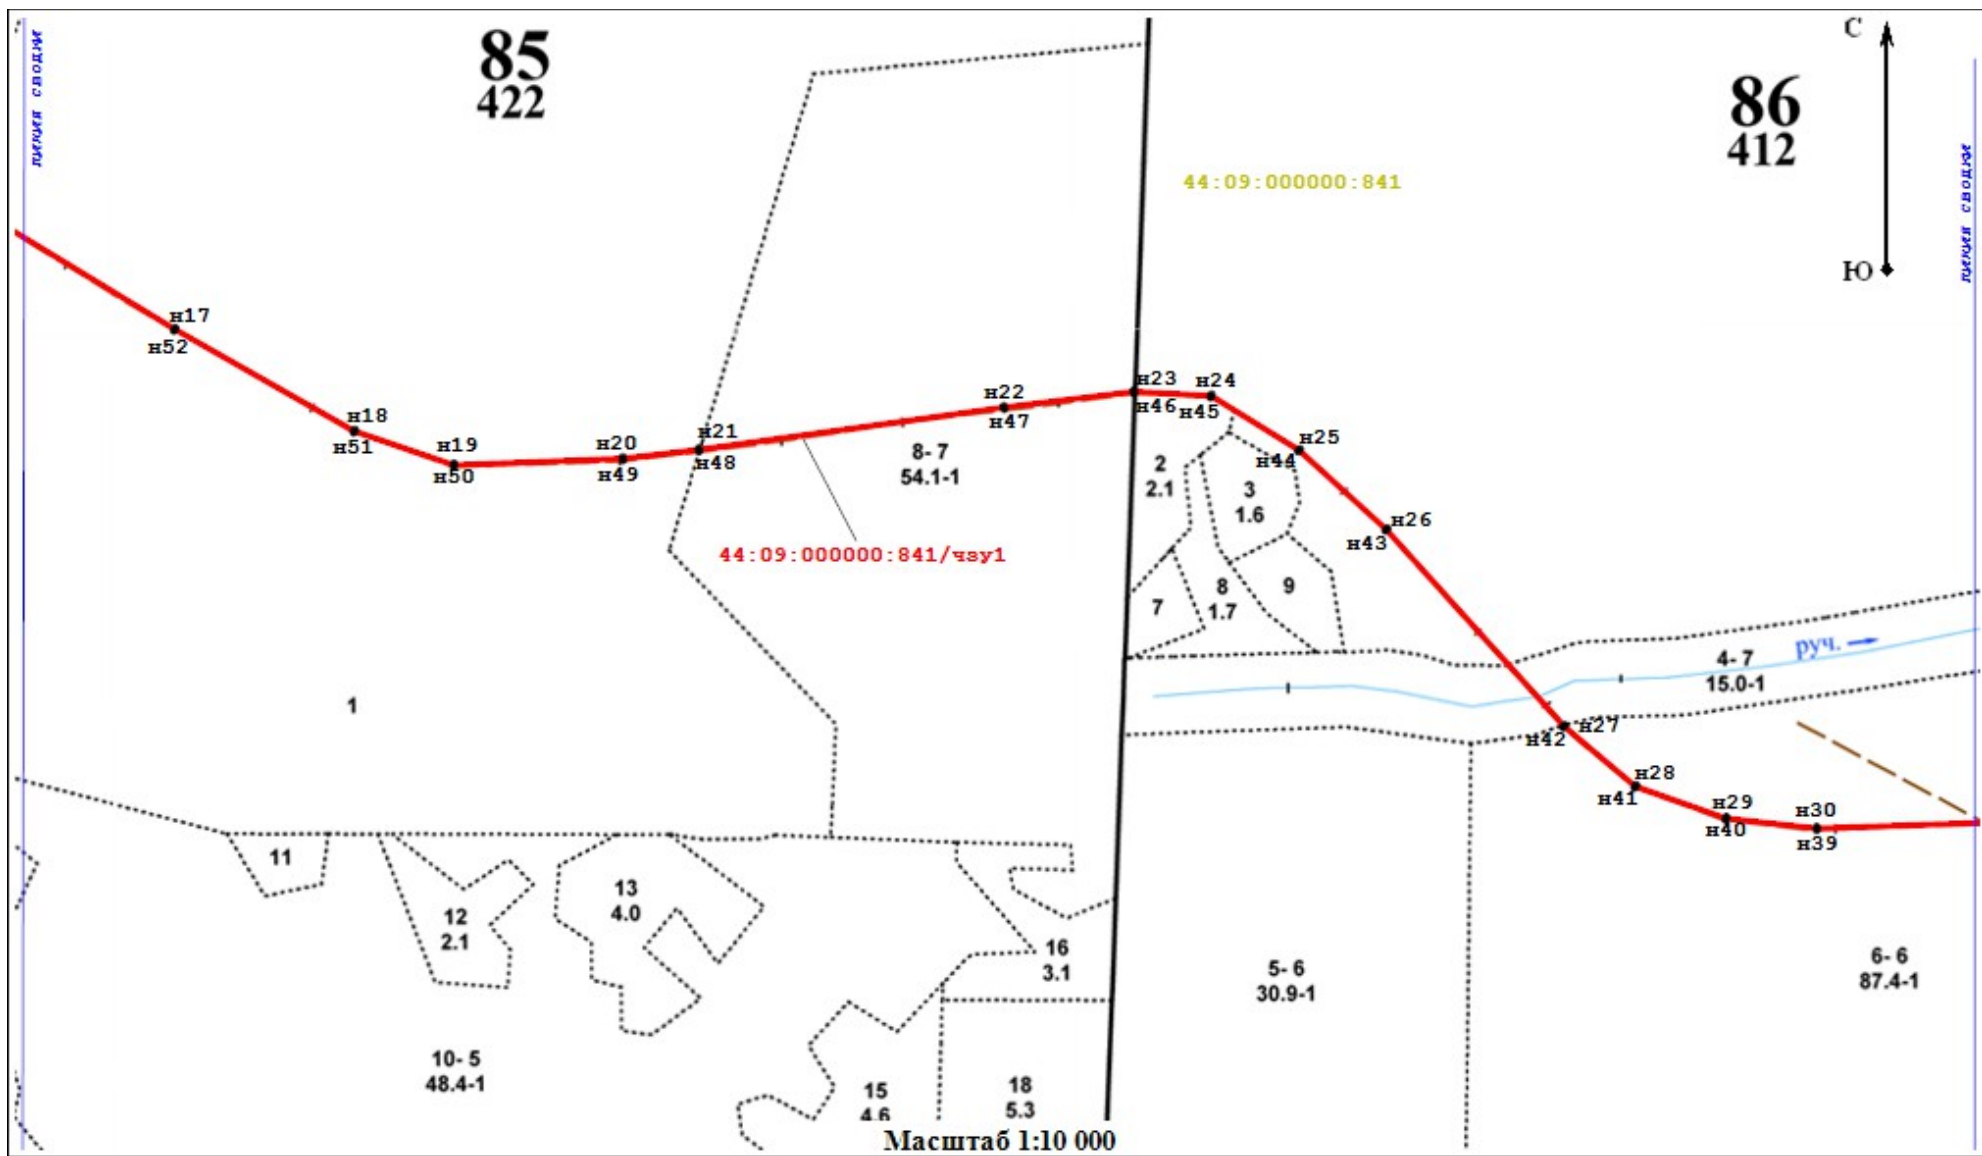 85
422
линия сводки
С
86
412
линия сводки
44:09:000000:841
Ю
н17
н52
н18
н51
н19
н50
н20
н49
н21
н48
н22
н47
н23
н46
н24
н45
н25
н44
н26
н43
8- 7
54.1-1
2
2.1
3
1.6
44:09:000000:841/чзу1
7
8
1.7
9
руч.
4- 7
15.0-1
1
н27
н42
н28
н41
н29
н40
н30
н39
11
12
2.1
13
4.0
16
3.1
5- 6
30.9-1
6- 6
87.4-1
10- 5
48.4-1
15
4.6
18
5.3
Масштаб 1:10 000